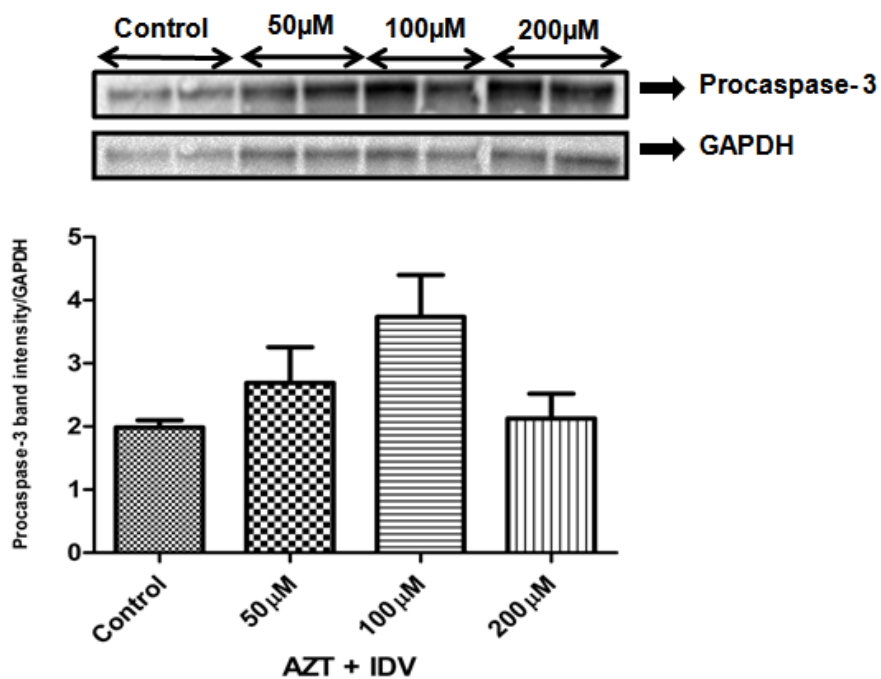 Control 50µM 100µM 200µM
Procaspase-3
GAPDH
Procaspase-3 band intensity/GAPDH
5
4
3
2
1
0
Control 50µM 100µM 200µM
AZT + IDV